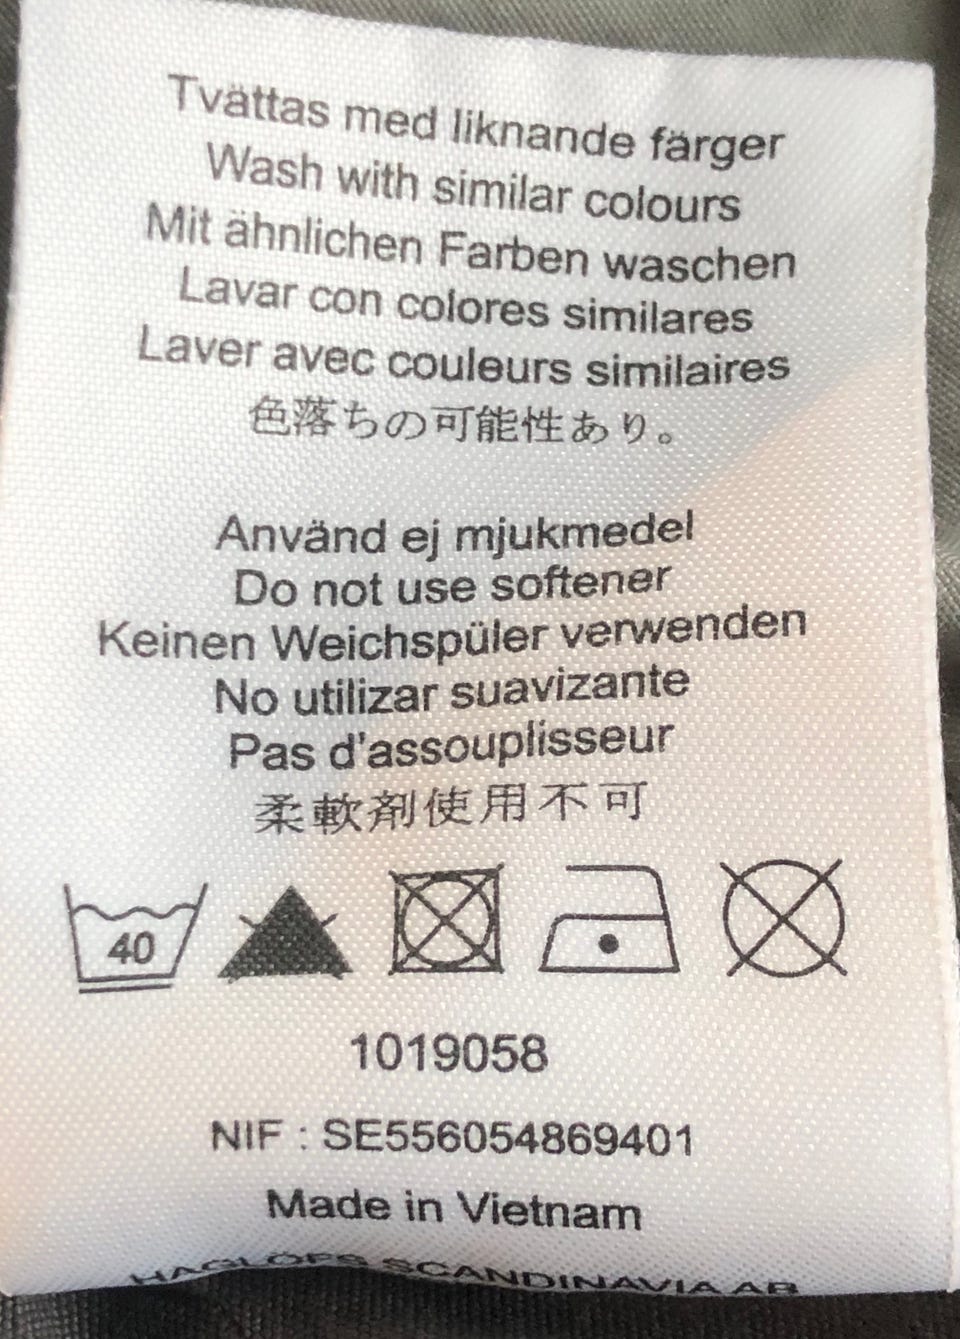 Tvättas med liknande färger
Wash with similar colours
Mit ähnlichen Farben waschen
Lavar con colores similares
Laver avec couleurs similaires
色落ちの可能性あり。
Använd ej mjukmedel
Do not use softener
Keinen Weichspüler verwenden
No utilizar suavizante
Pas d'assouplisseur
柔軟剤使用不可
40
1019058
NIF : SE556054869401
Made in Vietnam
HAGLÖFS SCANDINAVIA AB